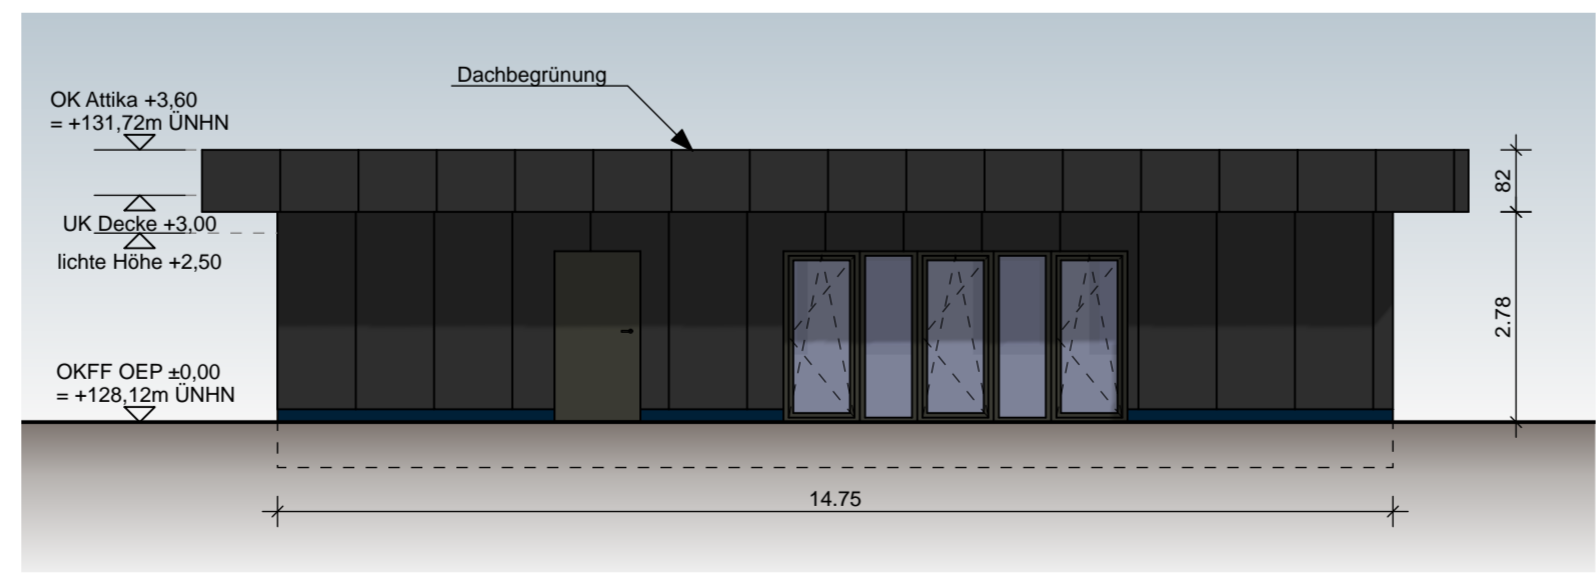 Dachbegrünung
OK Attika +3,60
= +131,72m ÜNHN
UK Decke +3,00
lichte Höhe +2,50
OKFF OEP ±0,00
= +128,12m ÜNHN
82
2.78
14.75